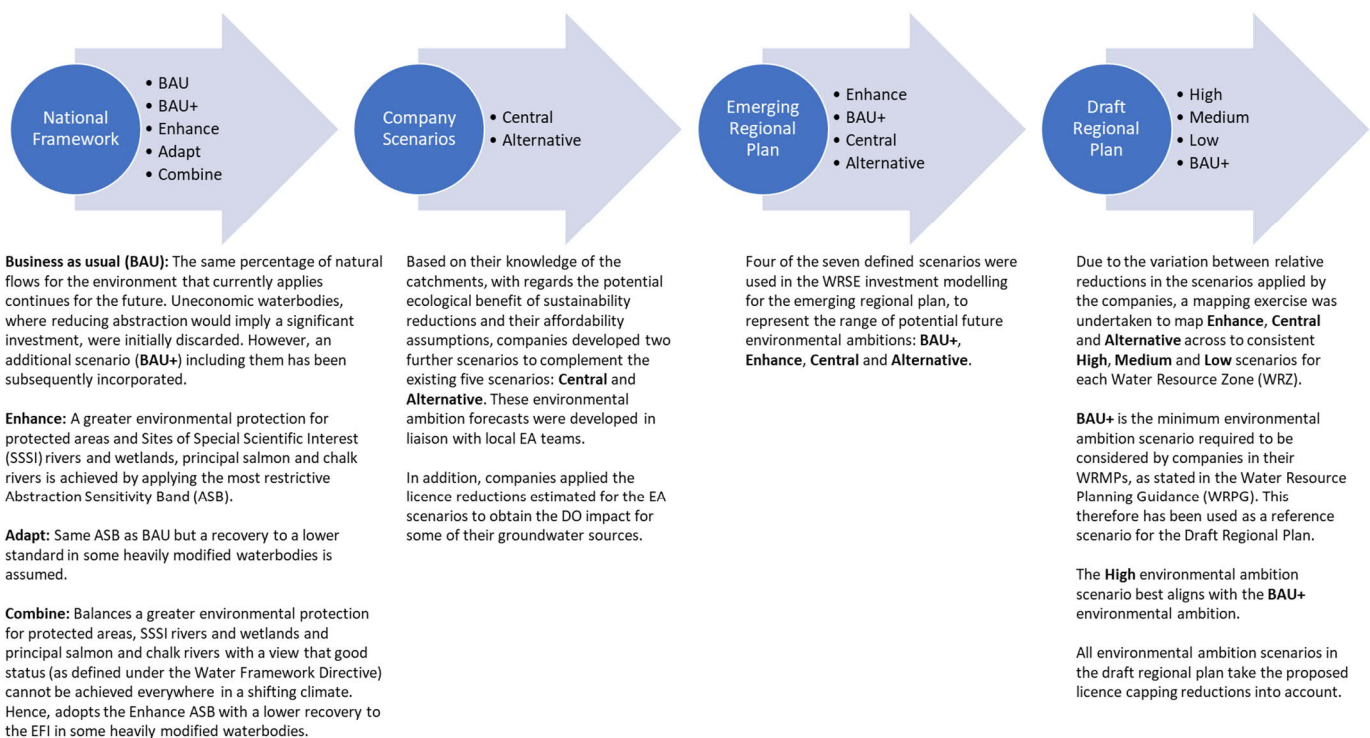 National
Framework
• BAU
• BAU+
• Enhance
• Adapt
• Combine
Company
Scenarios
• Central
• Alternative
Emerging
Regional
Plan
• Enhance
• BAU+
• Central
• Alternative
Draft
Regional
Plan
• High
• Medium
• Low
• BAU+
Business as usual (BAU): The same percentage of natural
flows for the environment that currently applies
continues for the future. Uneconomic waterbodies,
where reducing abstraction would imply a significant
investment, were initially discarded. However, an
additional scenario (BAU+) including them has been
subsequently incorporated.
Enhance: A greater environmental protection for
protected areas and Sites of Special Scientific Interest
(SSSI) rivers and wetlands, principal salmon and chalk
rivers is achieved by applying the most restrictive
Abstraction Sensitivity Band (ASB).
Adapt: Same ASB as BAU but a recovery to a lower
standard in some heavily modified waterbodies is
assumed.
Combine: Balances a greater environmental protection
for protected areas, SSSI rivers and wetlands and
principal salmon and chalk rivers with a view that good
status (as defined under the Water Framework Directive)
cannot be achieved everywhere in a shifting climate.
Hence, adopts the Enhance ASB with a lower recovery to
the EFI in some heavily modified waterbodies.
Based on their knowledge of the
catchments, with regards the potential
ecological benefit of sustainability
reductions and their affordability
assumptions, companies developed two
further scenarios to complement the
existing five scenarios: Central and
Alternative. These environmental
ambition forecasts were developed in
liaison with local EA teams.
In addition, companies applied the
licence reductions estimated for the EA
scenarios to obtain the DO impact for
some of their groundwater sources.
Four of the seven defined scenarios were
used in the WRSE investment modelling
for the emerging regional plan, to
represent the range of potential future
environmental ambitions: BAU+,
Enhance, Central and Alternative.
Due to the variation between relative
reductions in the scenarios applied by
the companies, a mapping exercise was
undertaken to map Enhance, Central
and Alternative across to consistent
High, Medium and Low scenarios for
each Water Resource Zone (WRZ).
BAU+ is the minimum environmental
ambition scenario required to be
considered by companies in their
WRMPs, as stated in the Water Resource
Planning Guidance (WRPG). This
therefore has been used as a reference
scenario for the Draft Regional Plan.
The High environmental ambition
scenario best aligns with the BAU+
environmental ambition.
All environmental ambition scenarios in
the draft regional plan take the proposed
licence capping reductions into account.